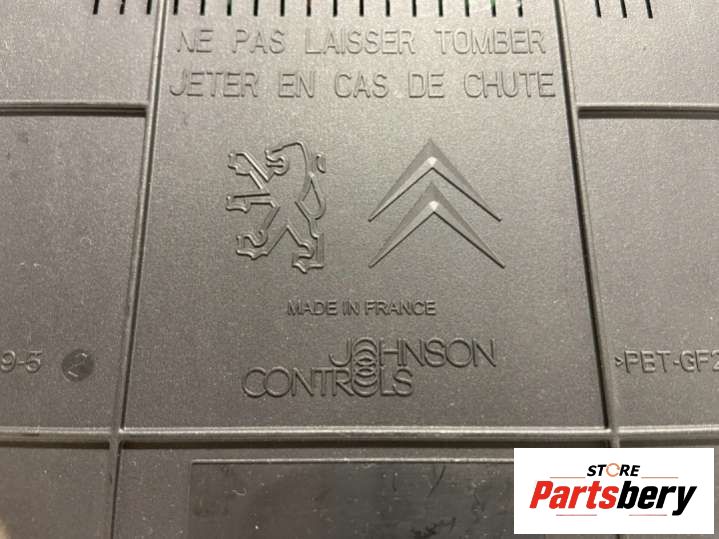 NE PAS LAISSER TOMBER
JETER EN CAS DE CHUTE
MADE IN FRANCE
JOHNSON
CONTROLS
9-5 2
>PBT-GF2
STORE
Partsbery